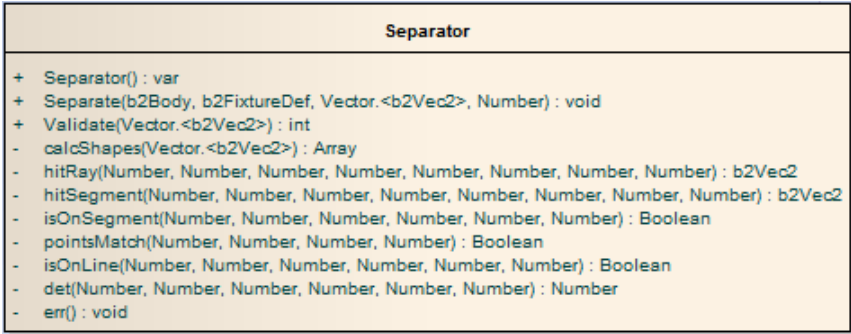 Separator
+ Separator() : var
+ Separate(b2Body, b2FixtureDef, Vector.<b2Vec2>, Number) : void
+ Validate(Vector.<b2Vec2>) : int
- calcShapes(Vector.<b2Vec2>) : Array
- hitRay(Number, Number, Number, Number, Number, Number, Number, Number) : b2Vec2
- hitSegment(Number, Number, Number, Number, Number, Number, Number, Number) : b2Vec2
- isOnSegment(Number, Number, Number, Number, Number, Number) : Boolean
- pointsMatch(Number, Number, Number, Number) : Boolean
- isOnLine(Number, Number, Number, Number, Number, Number) : Boolean
- det(Number, Number, Number, Number, Number, Number) : Number
- err() : void